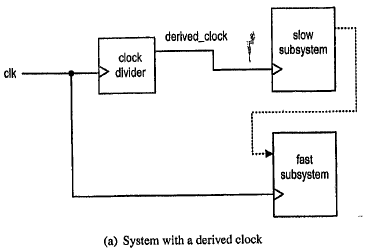 derived_clock
slow
subsystem
clock
divider
clk
fast
subsystem
(a) System with a derived clock